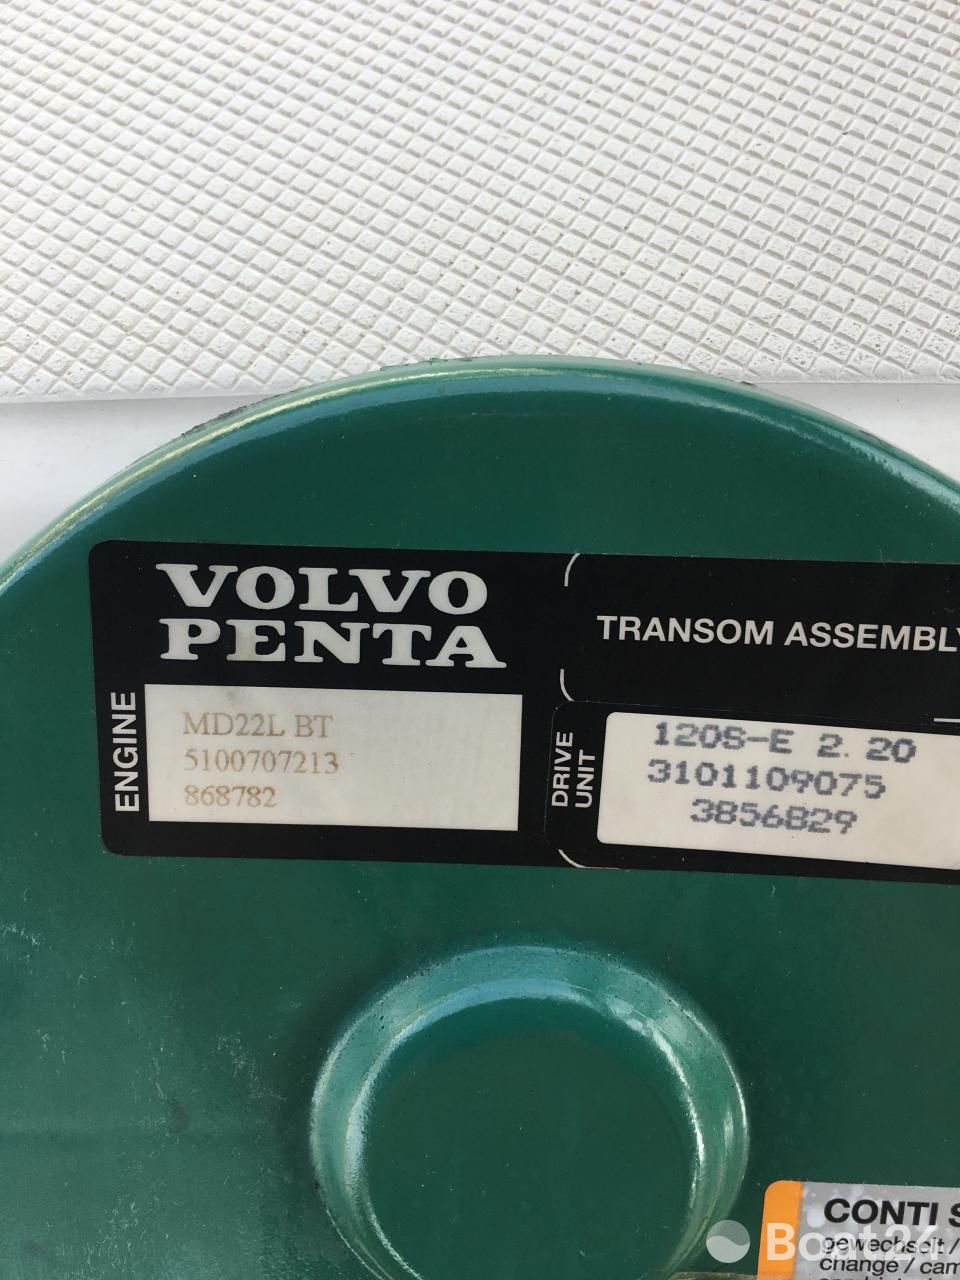 VOLVO
PENTA
ENGINE
MD22L BT
5100707213
868782
TRANSOM ASSEMBLY
DRIVE
UNIT
120S-E 2.20
3101109075
3856829
CONTI S
gewechselt /
change / cam
Boat24